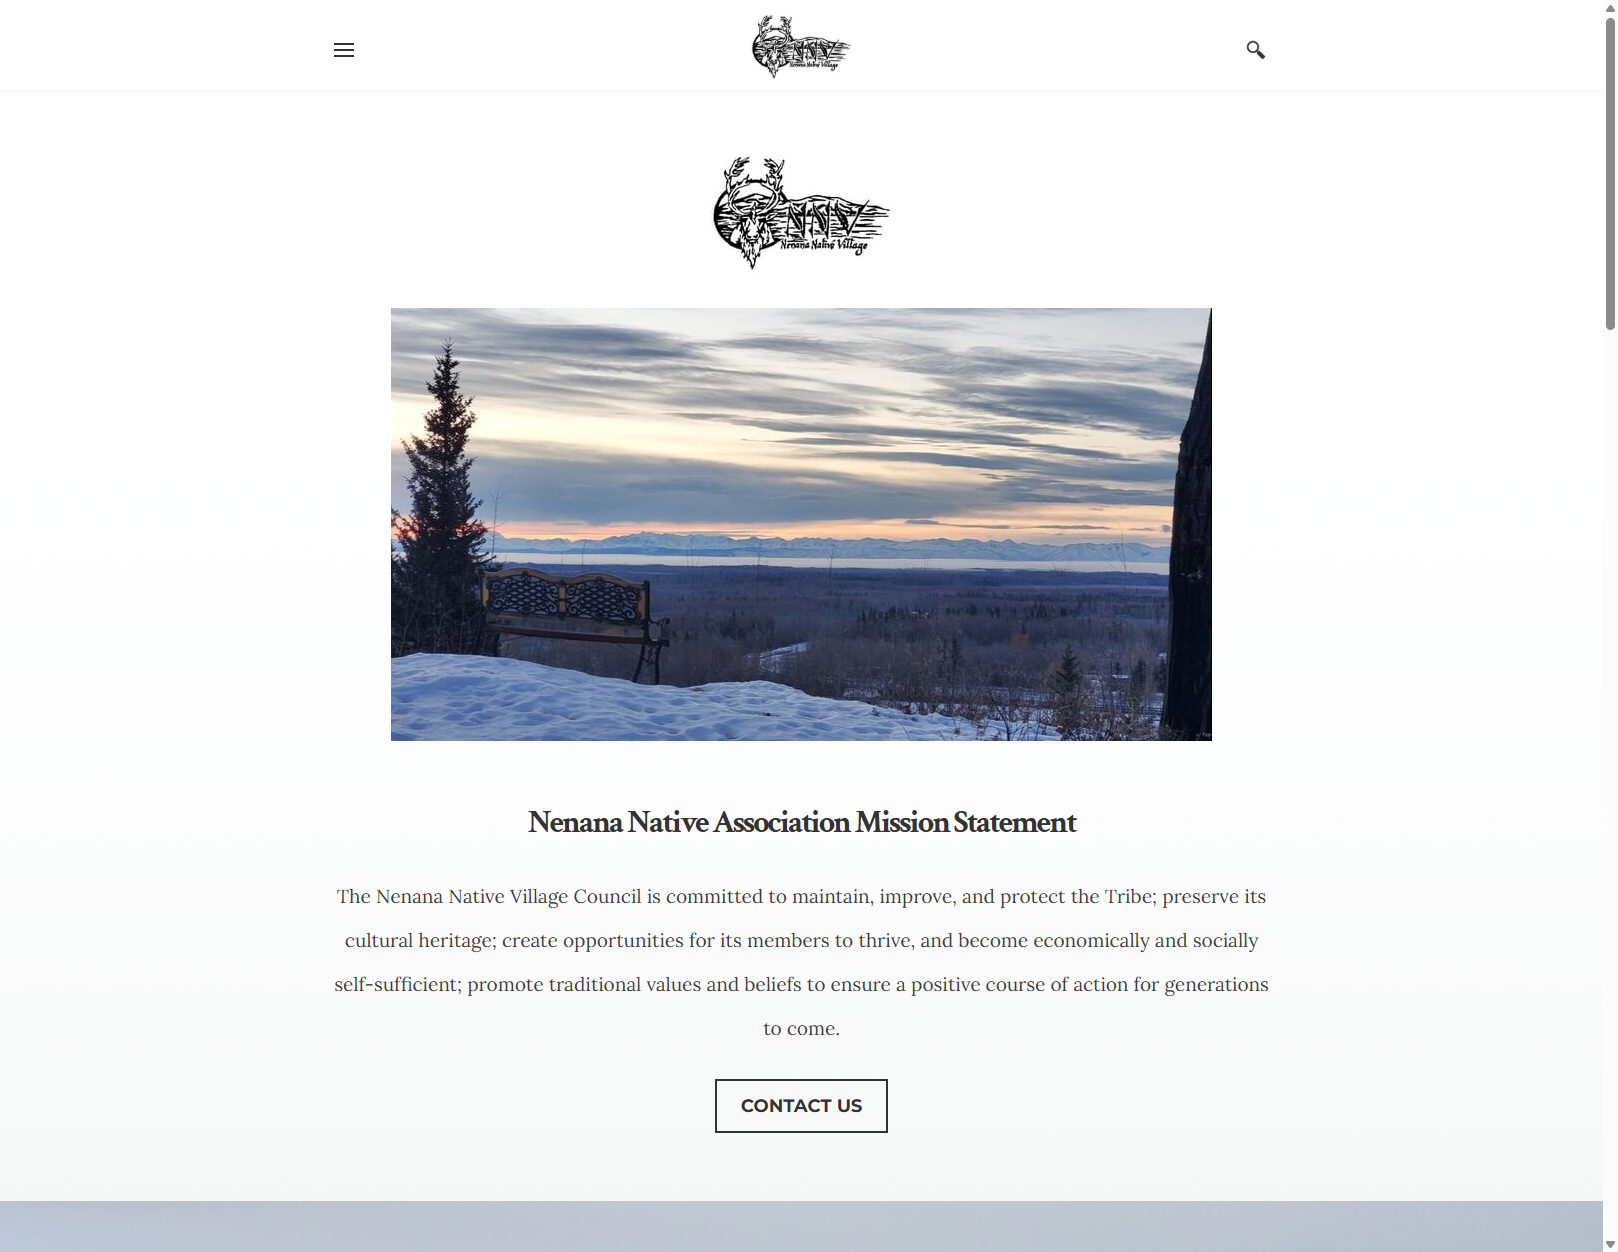 NNV
Nenana Native Village
NNV
Nenana Native Village
Nenana Native Association Mission Statement
The Nenana Native Village Council is committed to maintain, improve, and protect the Tribe; preserve its
cultural heritage; create opportunities for its members to thrive, and become economically and socially
self-sufficient; promote traditional values and beliefs to ensure a positive course of action for generations
to come.
CONTACT US